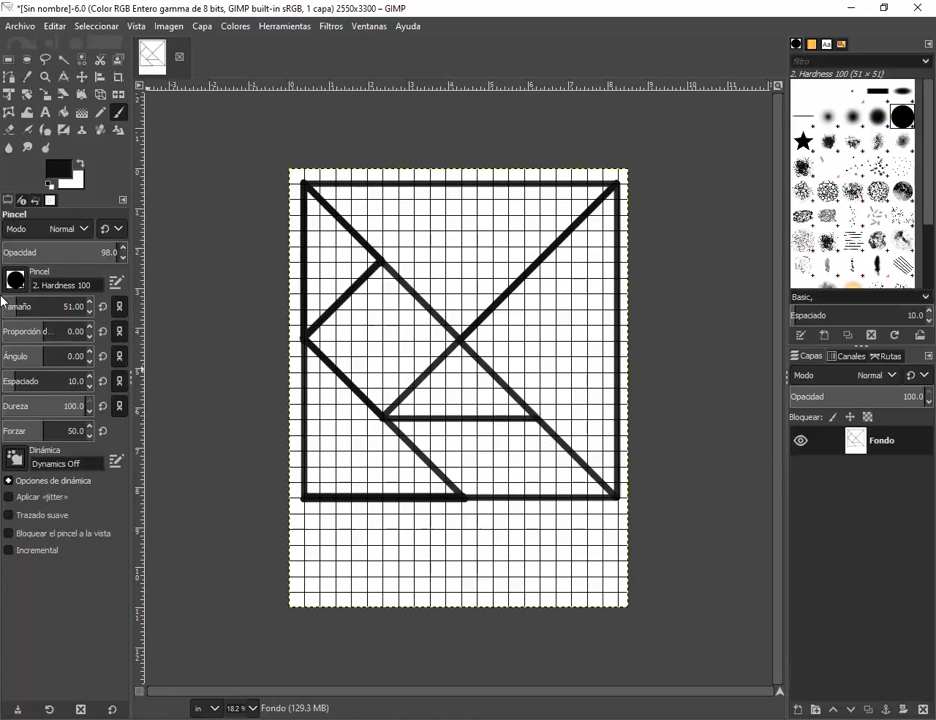 *[Sin nombre]-6.0 (Color RGB Entero gamma de 8 bits, GIMP built-in sRGB, 1 capa) 2550x3300 – GIMP
Archivo Editar Seleccionar Vista Imagen Capa Colores Herramientas Filtros Ventanas Ayuda
Pincel
Modo Normal
Opacidad 98.0
Pincel
2. Hardness 100
Tamaño 51.00
Proporción d... 0.00
Ángulo 0.00
Espaciado 10.0
Dureza 100.0
Forzar 50.0
Dinámica
Dynamics Off
Opciones de dinámica
Aplicar «jitter»
Trazado suave
Bloquear el pincel a la vista
Incremental
in 18.2 % Fondo (129.3 MB)
filtro
2. Hardness 100 (51 × 51)
Basic,
Espaciado 10.0
Capas Canales Rutas
Modo Normal
Opacidad 100.0
Bloquear:
Fondo